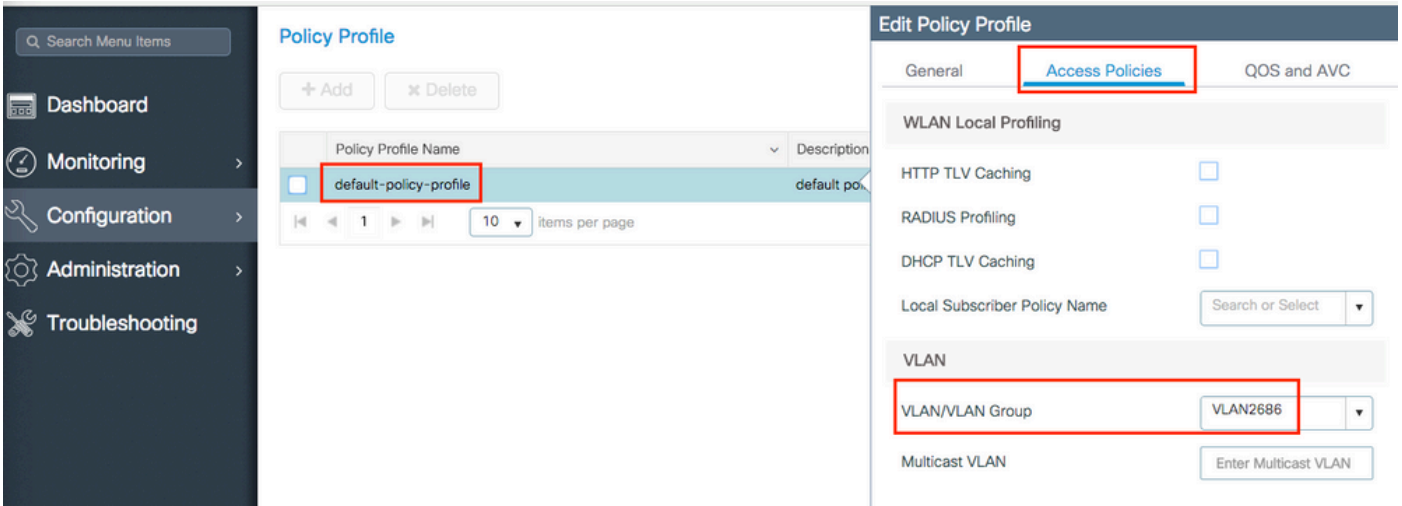 Search Menu Items
Dashboard
Monitoring
Configuration
Administration
Troubleshooting
Policy Profile
+ Add
× Delete
Policy Profile Name
Description
default-policy-profile
default pol
1
10
items per page
Edit Policy Profile
General
Access Policies
QOS and AVC
WLAN Local Profiling
HTTP TLV Caching
RADIUS Profiling
DHCP TLV Caching
Local Subscriber Policy Name
Search or Select
VLAN
VLAN/VLAN Group
VLAN2686
Multicast VLAN
Enter Multicast VLAN